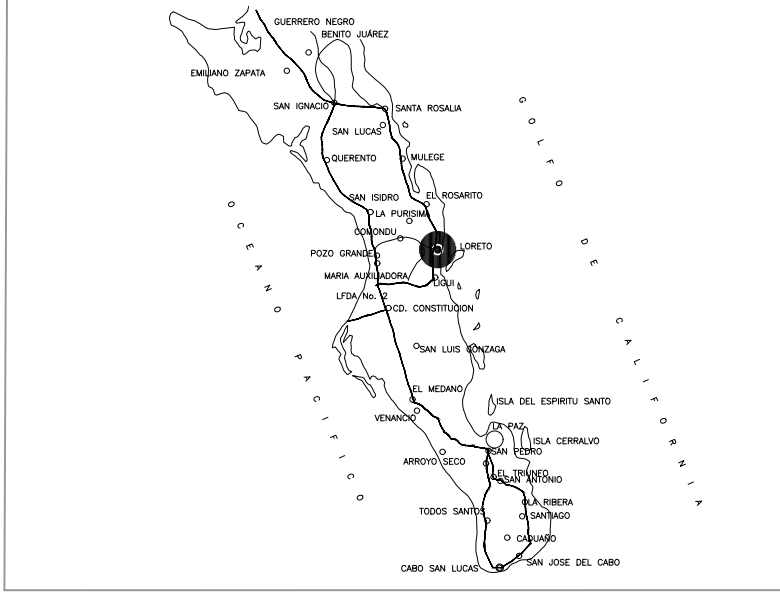 GUERRERO NEGRO
BENITO JUÁREZ
EMILIANO ZAPATA
SAN IGNACIO
SANTA ROSALIA
SAN LUCAS
QUERENTO
MULEGE
SAN ISIDRO
EL ROSARITO
LA PURISIMA
COMONDU
LORETO
POZO GRANDE
MARIA AUXILIADORA
LIGUI
LFDA No. 2
CD. CONSTITUCION
SAN LUIS GONZAGA
EL MEDANO
ISLA DEL ESPIRITU SANTO
VENANCIO
LA PAZ
ISLA CERRALVO
SAN PEDRO
ARROYO SECO
EL TRIUNFO
SAN ANTONIO
LA RIBERA
TODOS SANTOS
SANTIAGO
CADUAÑO
SAN JOSE DEL CABO
CABO SAN LUCAS
OCEANO PACIFICO
GOLFO DE CALIFORNIA